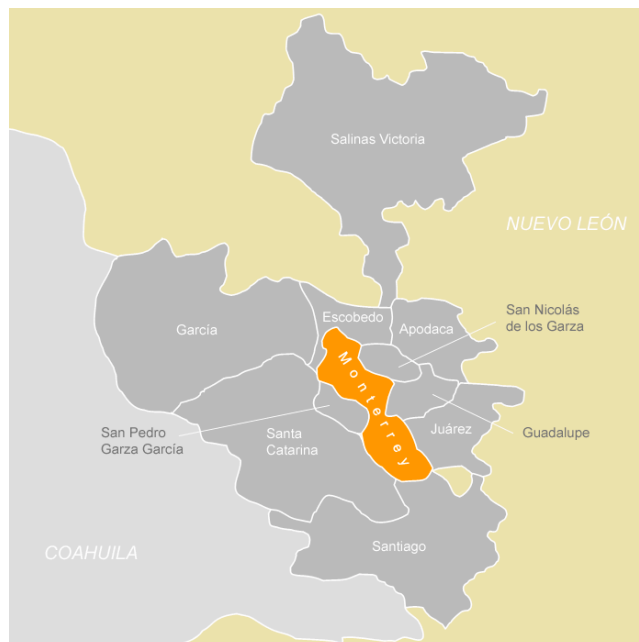 Salinas Victoria
NUEVO LEÓN
San Nicolás
de los Garza
Escobedo
Apodaca
García
Monterrey
San Pedro
Garza García
Santa
Catarina
Juárez
Guadalupe
Santiago
COAHUILA